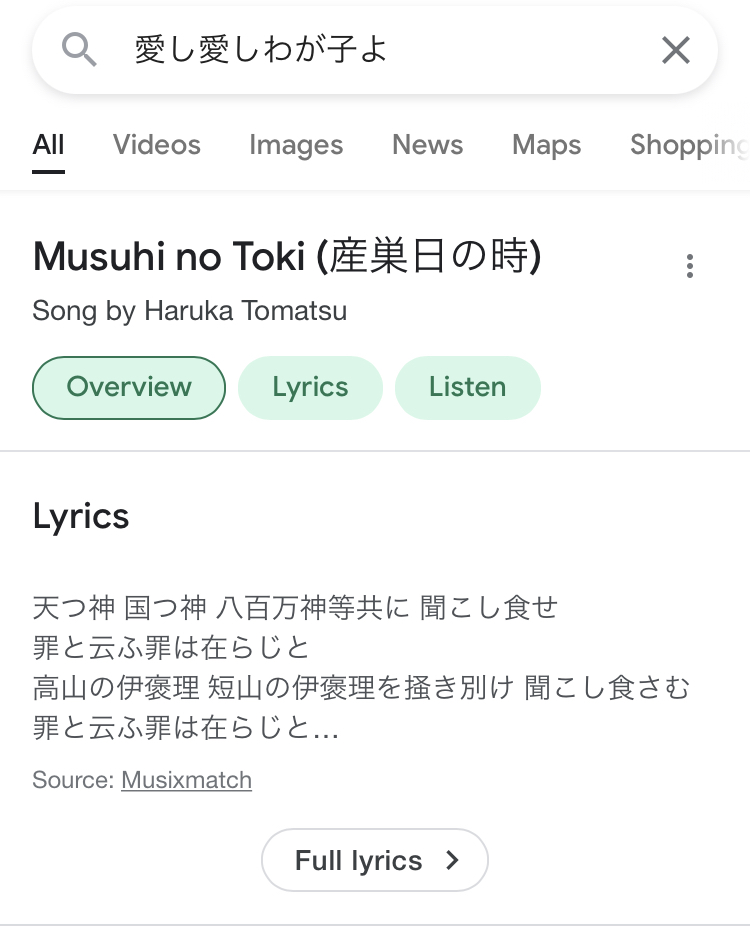 愛し愛しわが子よ
All Videos Images News Maps Shopping
Musuhi no Toki (産巣日の時)
Song by Haruka Tomatsu
Overview Lyrics Listen
Lyrics
天つ神 国つ神 八百万神等共に 聞こし食せ
罪と云ふ罪は在らじと
高山の伊褒理 短山の伊褒理を掻き別け 聞こし食さむ
罪と云ふ罪は在らじと...
Source: Musixmatch
Full lyrics